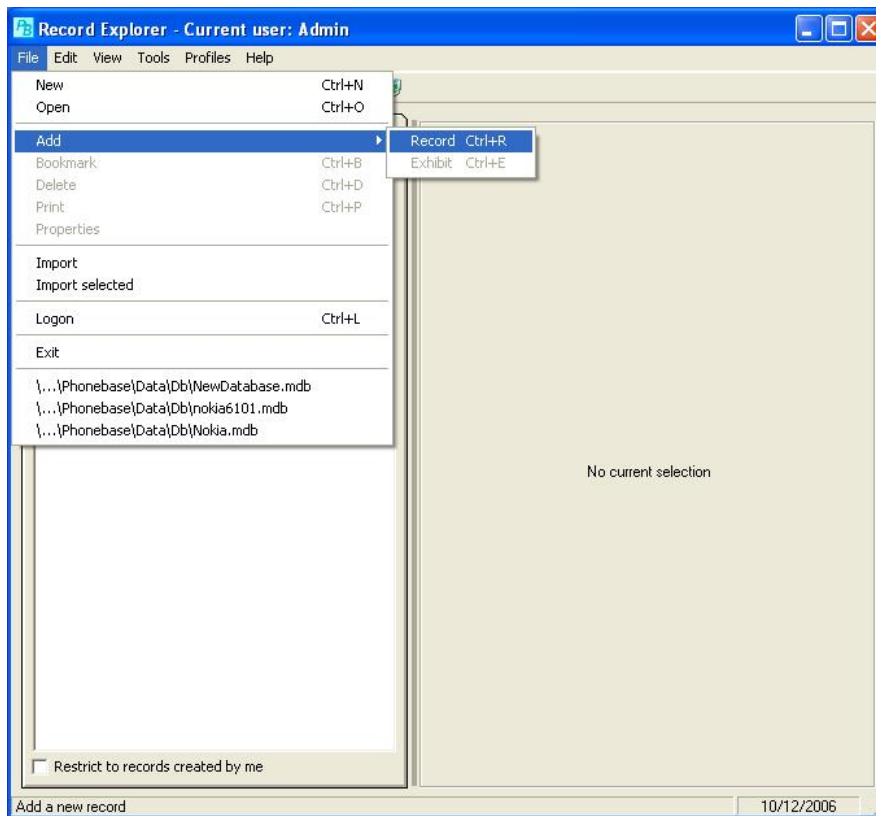 PB Record Explorer - Current user: Admin
File Edit View Tools Profiles Help
New Ctrl+N
Open Ctrl+O
Add Record Ctrl+R
Bookmark Ctrl+B Exhibit Ctrl+E
Delete Ctrl+D
Print Ctrl+P
Properties
Import
Import selected
Logon Ctrl+L
Exit
\...\Phonebase\Data\Db\NewDatabase.mdb
\...\Phonebase\Data\Db\nokia6101.mdb
\...\Phonebase\Data\Db\Nokia.mdb
No current selection
Restrict to records created by me
Add a new record 10/12/2006